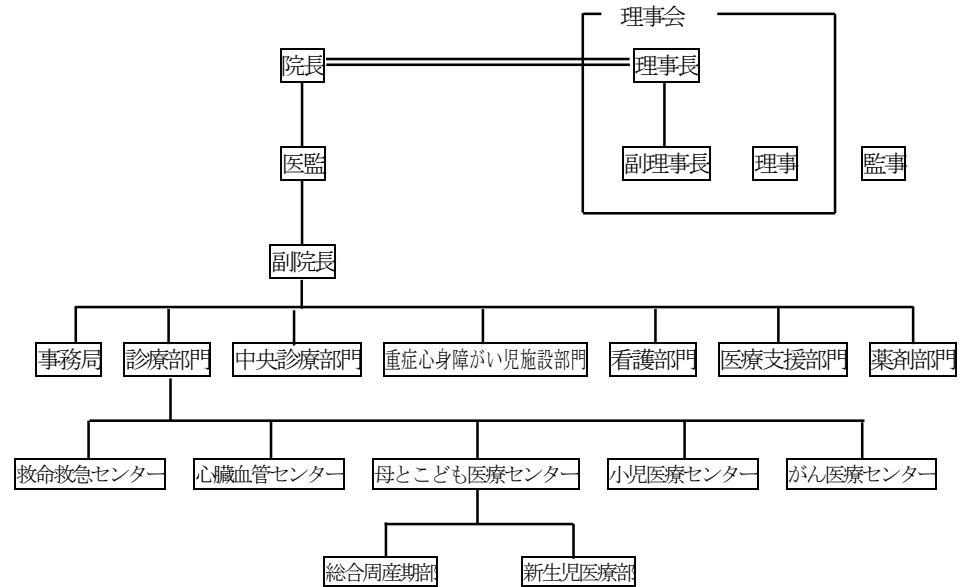 理事会
院長
理事長
医監
副理事長
理事
監事
副院長
事務局
診療部門
中央診療部門
重症心身障がい児施設部門
看護部門
医療支援部門
薬剤部門
救命救急センター
心臓血管センター
母とこども医療センター
小児医療センター
がん医療センター
総合周産期部
新生児医療部